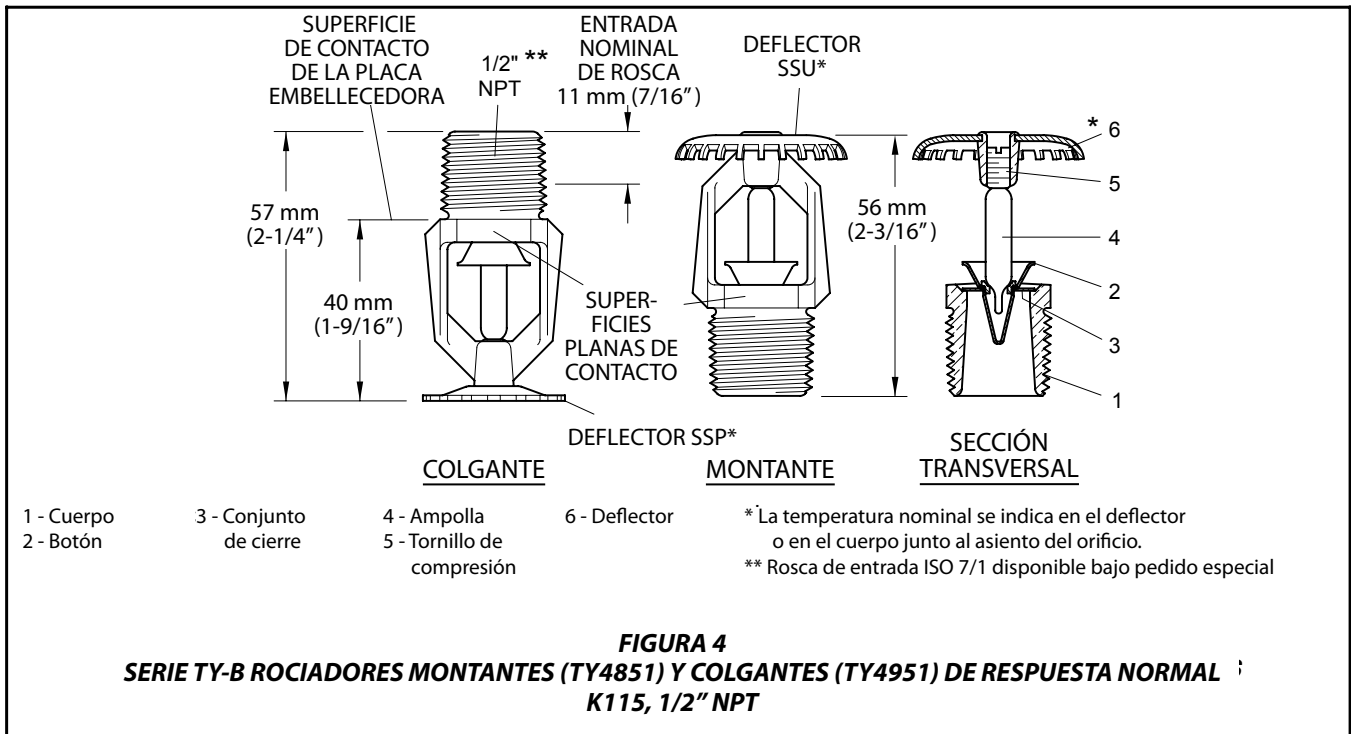 SUPERFICIE
DE CONTACTO
DE LA PLACA
EMBELLECEDORA
1/2" **
NPT
ENTRADA
NOMINAL
DE ROSCA
11 mm (7/16")
DEFLECTOR
SSU*
* 6
5
4
2
3
1
57 mm
(2-1/4")
40 mm
(1-9/16")
SUPER-
FICIES
PLANAS DE
CONTACTO
56 mm
(2-3/16")
DEFLECTOR SSP*
COLGANTE
MONTANTE
SECCIÓN
TRANSVERSAL
1 - Cuerpo
2 - Botón
3 - Conjunto
de cierre
4 - Ampolla
5 - Tornillo de
compresión
6 - Deflector
* La temperatura nominal se indica en el deflector
o en el cuerpo junto al asiento del orificio.
** Rosca de entrada ISO 7/1 disponible bajo pedido especial
FIGURA 4
SERIE TY-B ROCIADORES MONTANTES (TY4851) Y COLGANTES (TY4951) DE RESPUESTA NORMAL
K115, 1/2" NPT